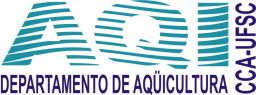 AQI
DEPARTAMENTO DE AQÜICULTURA
CCA-UFSC